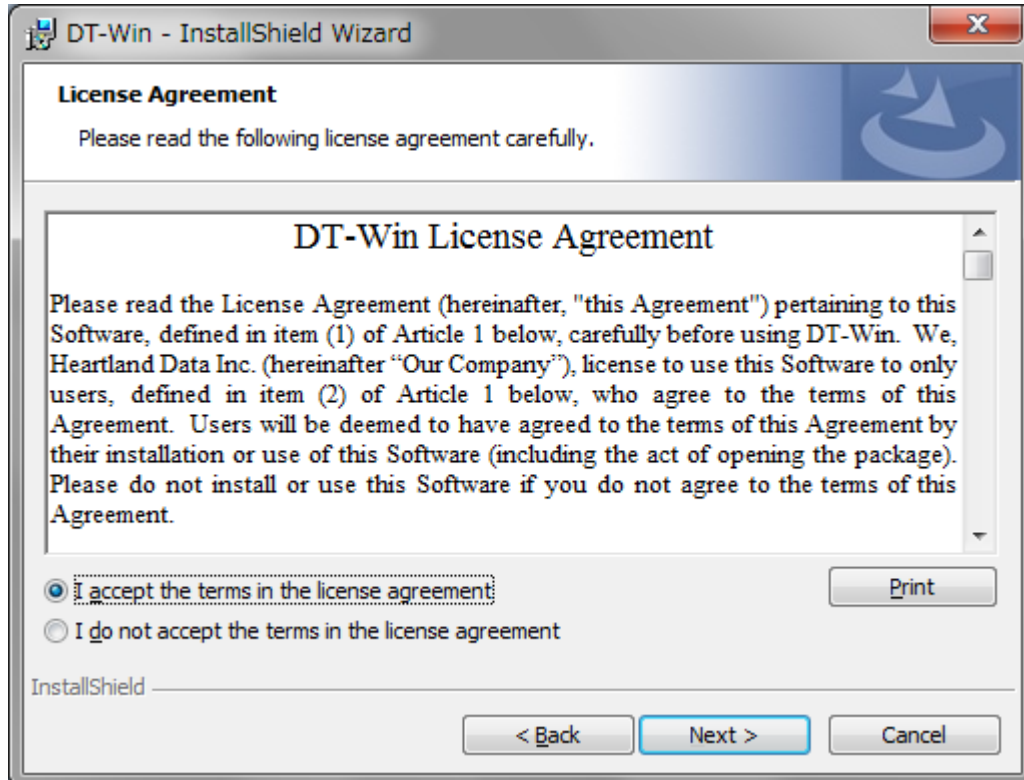 DT-Win - InstallShield Wizard
License Agreement
Please read the following license agreement carefully.
DT-Win License Agreement
Please read the License Agreement (hereinafter, "this Agreement") pertaining to this
Software, defined in item (1) of Article 1 below, carefully before using DT-Win. We,
Heartland Data Inc. (hereinafter “Our Company”), license to use this Software to only
users, defined in item (2) of Article 1 below, who agree to the terms of this
Agreement. Users will be deemed to have agreed to the terms of this Agreement by
their installation or use of this Software (including the act of opening the package).
Please do not install or use this Software if you do not agree to the terms of this
Agreement.
I accept the terms in the license agreement
Print
I do not accept the terms in the license agreement
InstallShield
< Back
Next >
Cancel